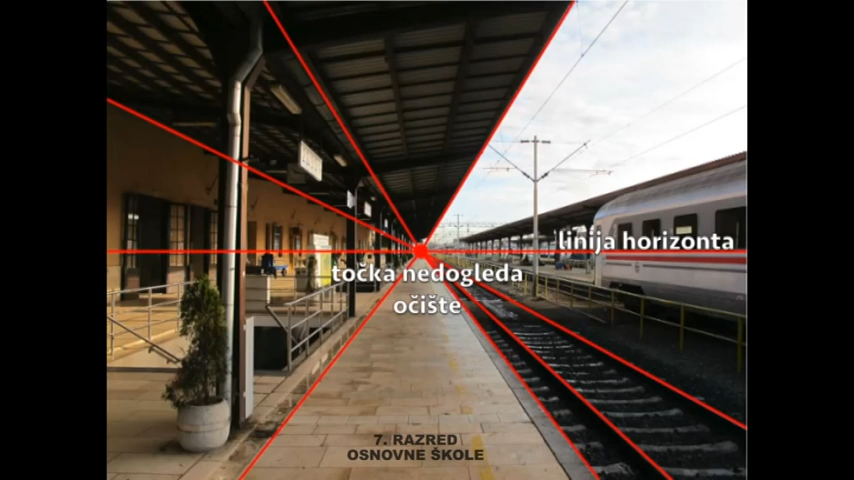 linija horizonta
točka nedogleda
očište
7. RAZRED
OSNOVNE ŠKOLE